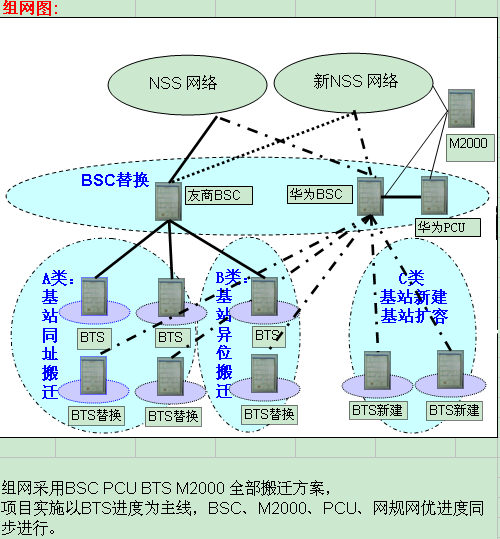 组网图:
NSS 网络
新NSS 网络
M2000
BSC替换
友商BSC
华为BSC
华为PCU
A类:
基
站
同
址
搬
迁
B类:
基
站
异
位
搬
迁
C类
基站新建
基站扩容
BTS
BTS
BTS
BTS替换
BTS替换
BTS替换
BTS新建
BTS新建
组网采用BSC PCU BTS M2000 全部搬迁方案，
项目实施以BTS进度为主线，BSC、M2000、PCU、网规网优进度同
步进行。